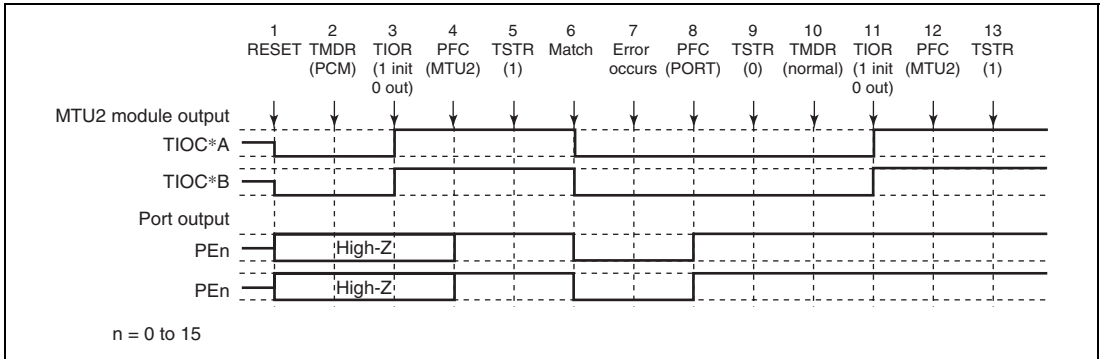 1 2 3 4 5 6 7 8 9 10 11 12 13
RESET TMDR TIOR PFC TSTR Match Error PFC TSTR TMDR TIOR PFC TSTR
(PCM) (1 init (MTU2) (1) occurs (PORT) (0) (normal) (1 init (MTU2) (1)
0 out) 0 out)
MTU2 module output
TIOC*A
TIOC*B
Port output
PEn High-Z
PEn High-Z
n = 0 to 15